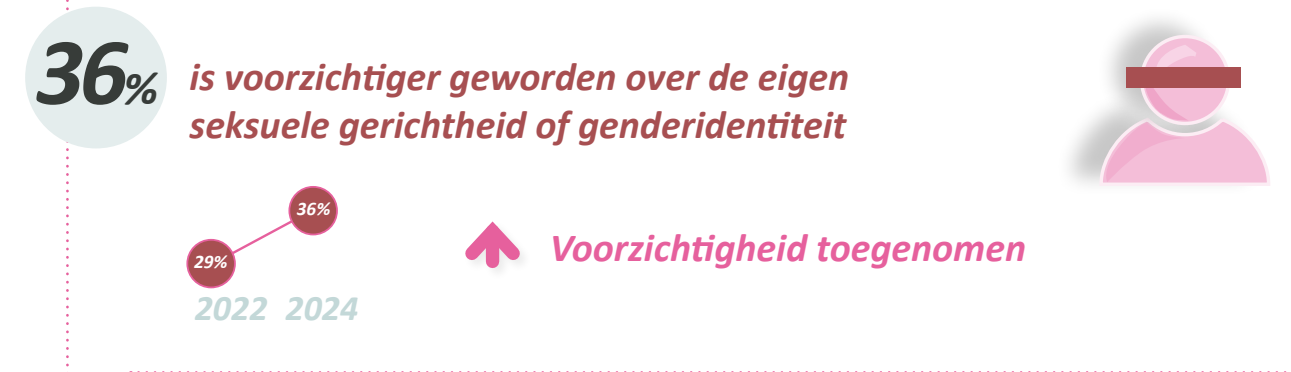 36%
is voorzichtiger geworden over de eigen
seksuele gerichtheid of genderidentiteit
36%
29%
Voorzichtigheid toegenomen
2022 2024